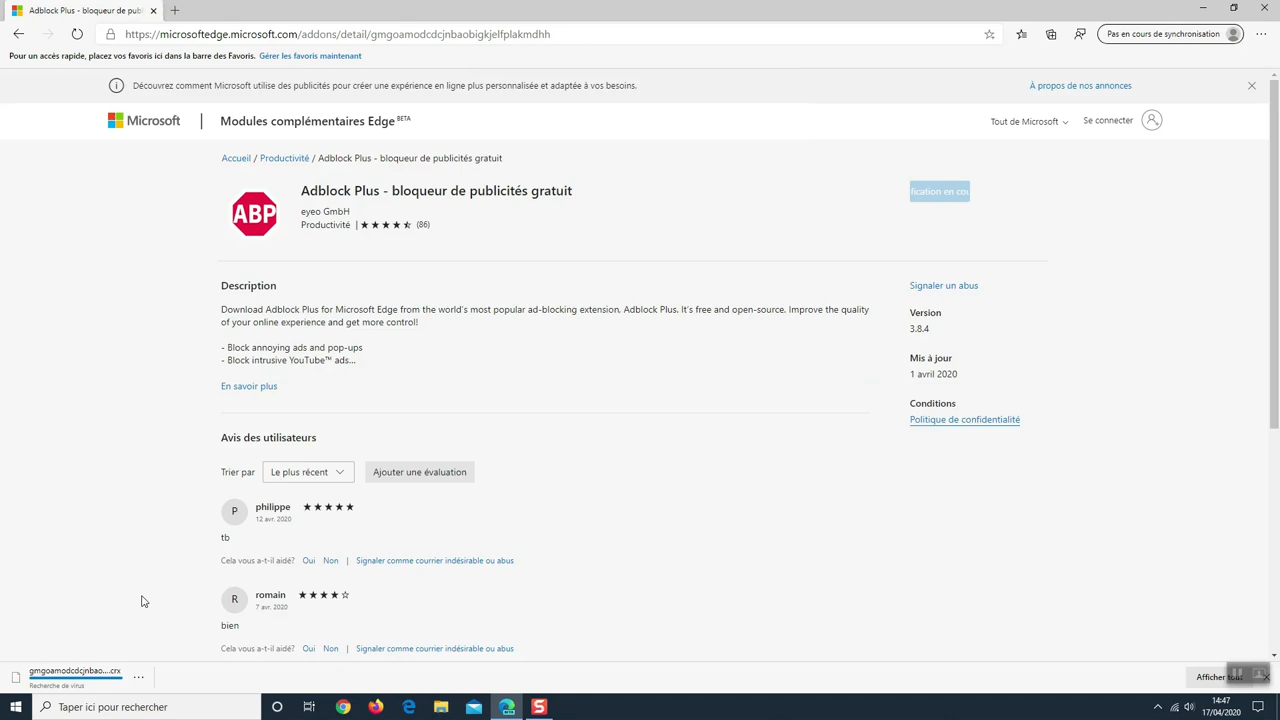 Adblock Plus - bloqueur de publ
https://microsoftedge.microsoft.com/addons/detail/gmgoamodcdcjnbaobigkjelfplakmdhh
Pas en cours de synchronisation
Pour un accès rapide, placez vos favoris ici dans la barre des Favoris. Gérer les favoris maintenant
Découvrez comment Microsoft utilise des publicités pour créer une expérience en ligne plus personnalisée et adaptée à vos besoins.
À propos de nos annonces
Microsoft | Modules complémentaires Edge BETA
Tout de Microsoft
Se connecter
Accueil / Productivité / Adblock Plus - bloqueur de publicités gratuit
ABP
Adblock Plus - bloqueur de publicités gratuit
eyeo GmbH
Productivité | ★★★★ (86)
fication en cou
Description
Download Adblock Plus for Microsoft Edge from the world's most popular ad-blocking extension, Adblock Plus. It's free and open-source. Improve the quality
of your online experience and get more control!
- Block annoying ads and pop-ups
- Block intrusive YouTube™ ads...
En savoir plus
Signaler un abus
Version
3.8.4
Mis à jour
1 avril 2020
Conditions
Politique de confidentialité
Avis des utilisateurs
Trier par Le plus récent Ajouter une évaluation
P philippe ★★★★★
12 avr. 2020
tb
Cela vous a-t-il aidé? Oui Non | Signaler comme courrier indésirable ou abus
R romain ★★★★☆
7 avr. 2020
bien
Cela vous a-t-il aidé? Oui Non | Signaler comme courrier indésirable ou abus
gmgoamodcdcjnbao....crx
Recherche de virus
Afficher tout
Taper ici pour rechercher
S
14:47
17/04/2020